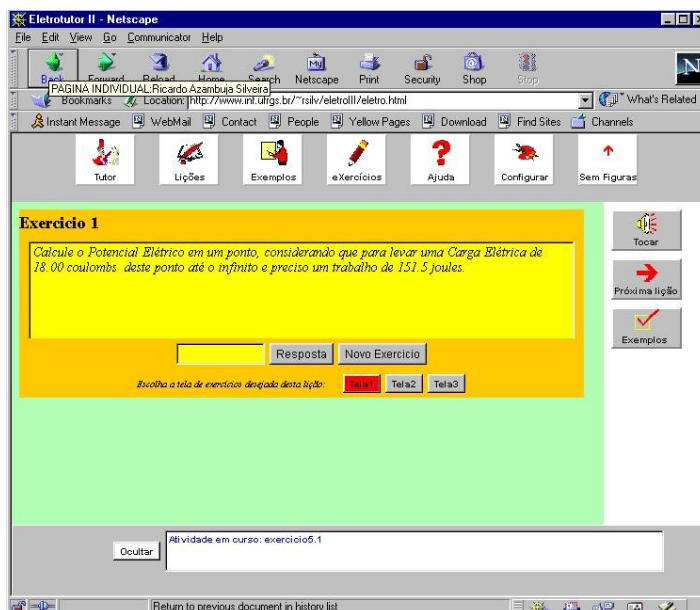 Eletrotutor II - Netscape
File Edit View Go Communicator Help
Back Forward Reload Home Search Netscape Print Security Shop Stop
PAGINA INDIVIDUAL:Ricardo Azambuja Silveira
Bookmarks Location: http://www.inf.ufrgs.br/~rsilv/eletroIII/eletro.html What's Related
Instant Message WebMail Contact People Yellow Pages Download Find Sites Channels
Tutor Lições Exemplos eXercícios Ajuda Configurar Sem Figuras
Exercicio 1
Calcule o Potencial Elétrico em um ponto, considerando que para levar uma Carga Elétrica de
18.00 coulombs deste ponto até o infinito e preciso um trabalho de 151.5 joules.
Resposta Novo Exercicio
Escolha a tela de exercícios desejada desta lição: Tela1 Tela2 Tela3
Tocar
Próxima lição
Exemplos
Ocultar
Atividade em curso: exercicio5.1
Return to previous document in history list